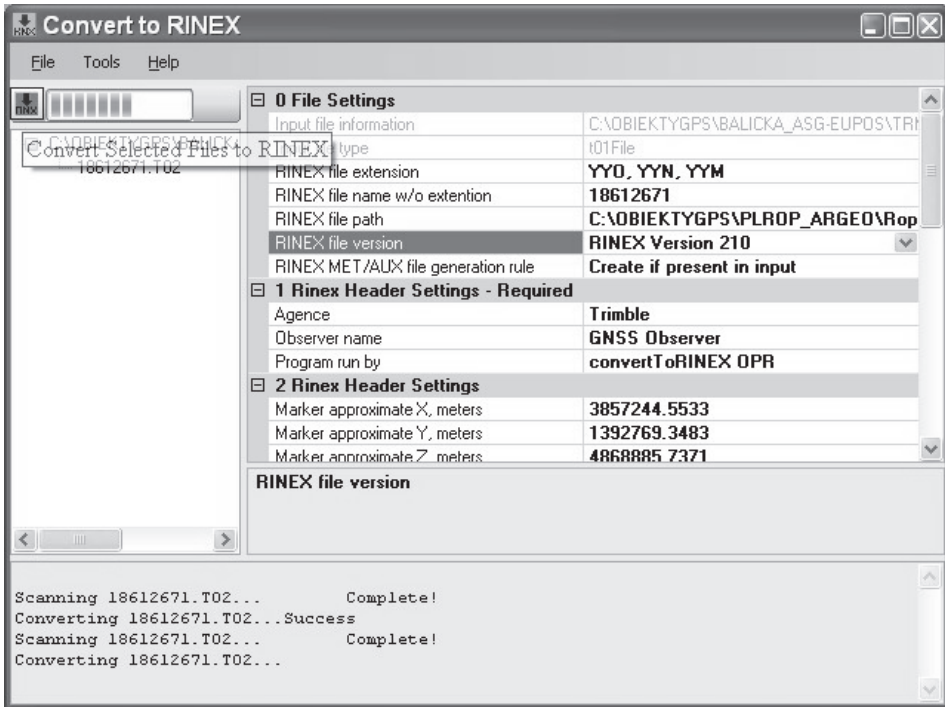 RNX Convert to RINEX
File Tools Help
RNX
Convert Selected Files to RINEX
18612671.T02
0 File Settings
Input file information C:\OBIEKTYGPS\BALICKA_ASG-EUPOS\TRM
type t01File
RINEX file extension YYO, YYN, YYM
RINEX file name w/o extention 18612671
RINEX file path C:\OBIEKTYGPS\PLROP_ARGEO\Rop
RINEX file version RINEX Version 210
RINEX MET/AUX file generation rule Create if present in input
1 Rinex Header Settings - Required
Agence Trimble
Observer name GNSS Observer
Program run by convertToRINEX OPR
2 Rinex Header Settings
Marker approximate X, meters 3857244.5533
Marker approximate Y, meters 1392769.3483
Marker approximate Z, meters 4868885.7371
RINEX file version
Scanning 18612671.T02... Complete!
Converting 18612671.T02...Success
Scanning 18612671.T02... Complete!
Converting 18612671.T02...